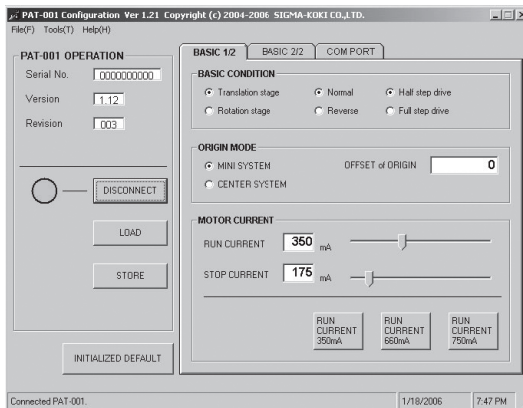 PAT-001 Configuration Ver 1.21 Copyright (c) 2004-2006 SIGMA-KOKI CO.,LTD.
File(F) Tools(T) Help(H)
PAT-001 OPERATION
Serial No. 0000000000
Version 1.12
Revision 003
DISCONNECT
LOAD
STORE
INITIALIZED DEFAULT
BASIC 1/2 BASIC 2/2 COM PORT
BASIC CONDITION
Translation stage Normal Half step drive
Rotation stage Reverse Full step drive
ORIGIN MODE
MINI SYSTEM OFFSET of ORIGIN 0
CENTER SYSTEM
MOTOR CURRENT
RUN CURRENT 350 mA
STOP CURRENT 175 mA
RUN CURRENT 350mA
RUN CURRENT 660mA
RUN CURRENT 750mA
Connected PAT-001. 1/18/2006 7:47 PM